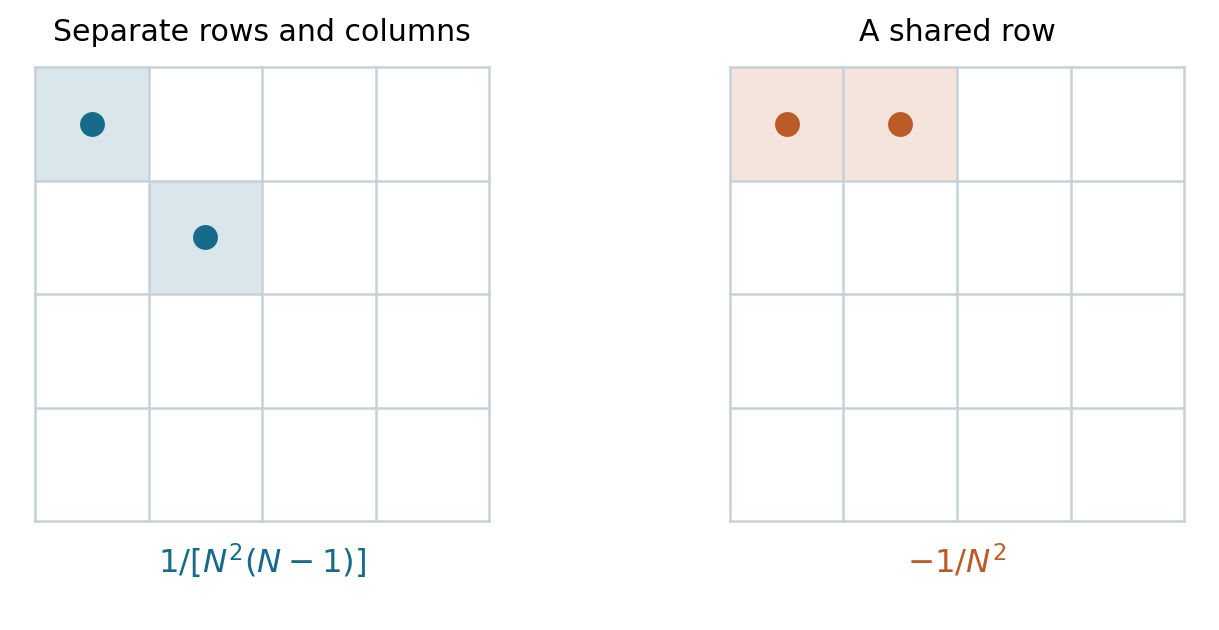 Separate rows and columns
A shared row
1/[N²(N − 1)]
−1/N²